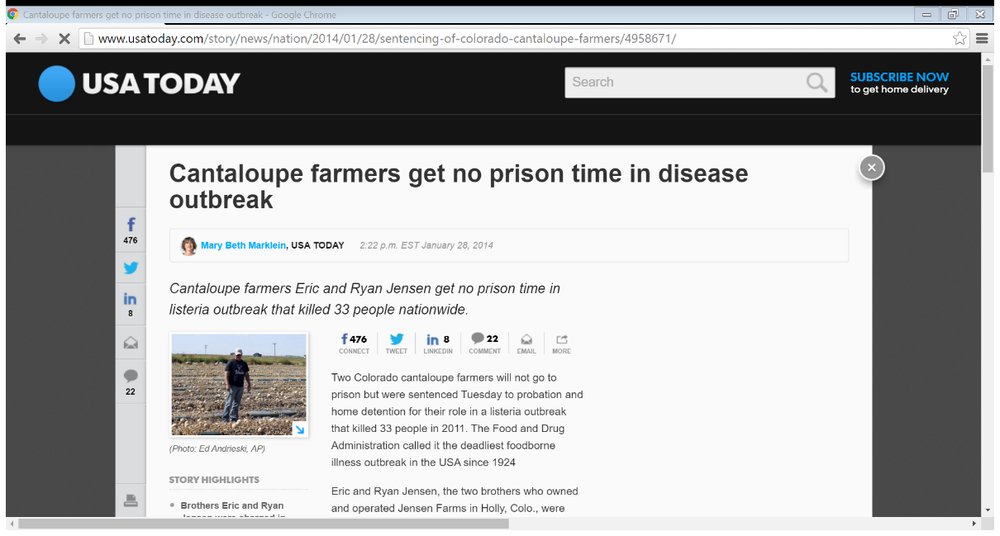 Cantaloupe farmers get no prison time in disease outbreak - Google Chrome
www.usatoday.com/story/news/nation/2014/01/28/sentencing-of-colorado-cantaloupe-farmers/4958671/
USA TODAY
Search
SUBSCRIBE NOW
to get home delivery
Cantaloupe farmers get no prison time in disease
outbreak
f
476
in
8
22
Mary Beth Marklein, USA TODAY 2:22 p.m. EST January 28, 2014
Cantaloupe farmers Eric and Ryan Jensen get no prison time in
listeria outbreak that killed 33 people nationwide.
f 476 in 8 22
CONNECT TWEET LINKEDIN COMMENT EMAIL MORE
(Photo: Ed Andrieski, AP)
STORY HIGHLIGHTS
Brothers Eric and Ryan
Jensen were charged in
Two Colorado cantaloupe farmers will not go to
prison but were sentenced Tuesday to probation and
home detention for their role in a listeria outbreak
that killed 33 people in 2011. The Food and Drug
Administration called it the deadliest foodborne
illness outbreak in the USA since 1924
Eric and Ryan Jensen, the two brothers who owned
and operated Jensen Farms in Holly, Colo., were